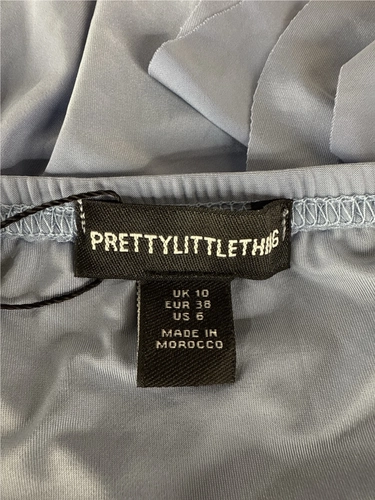 PRETTYLITTLETHING
UK 10
EUR 38
US 6
MADE IN
MOROCCO